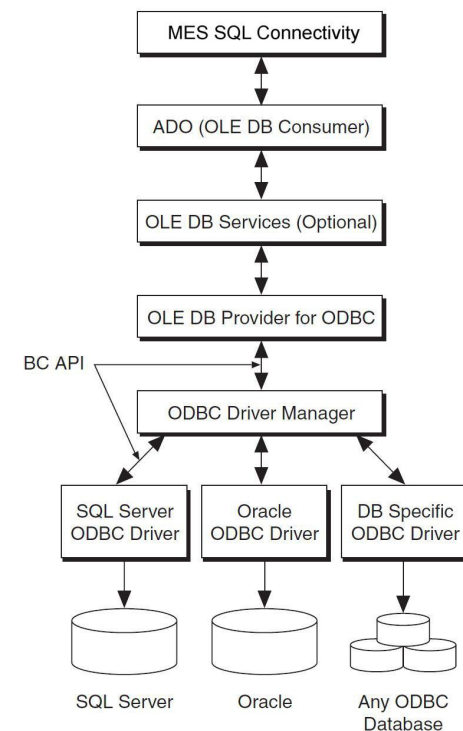 MES SQL Connectivity
ADO (OLE DB Consumer)
OLE DB Services (Optional)
OLE DB Provider for ODBC
BC API
ODBC Driver Manager
SQL Server
ODBC Driver
Oracle
ODBC Driver
DB Specific
ODBC Driver
SQL Server
Oracle
Any ODBC
Database